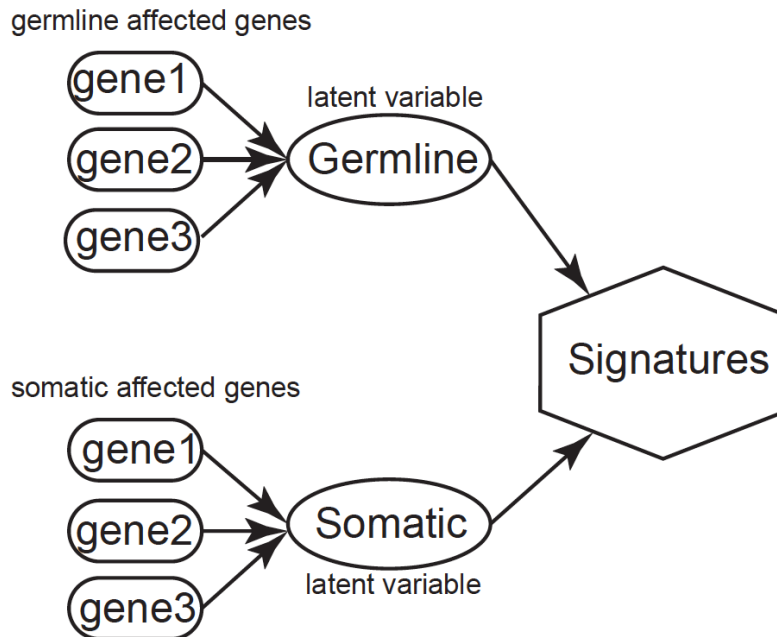 germline affected genes
gene1
latent variable
gene2
Germline
gene3
Signatures
somatic affected genes
gene1
gene2
Somatic
latent variable
gene3